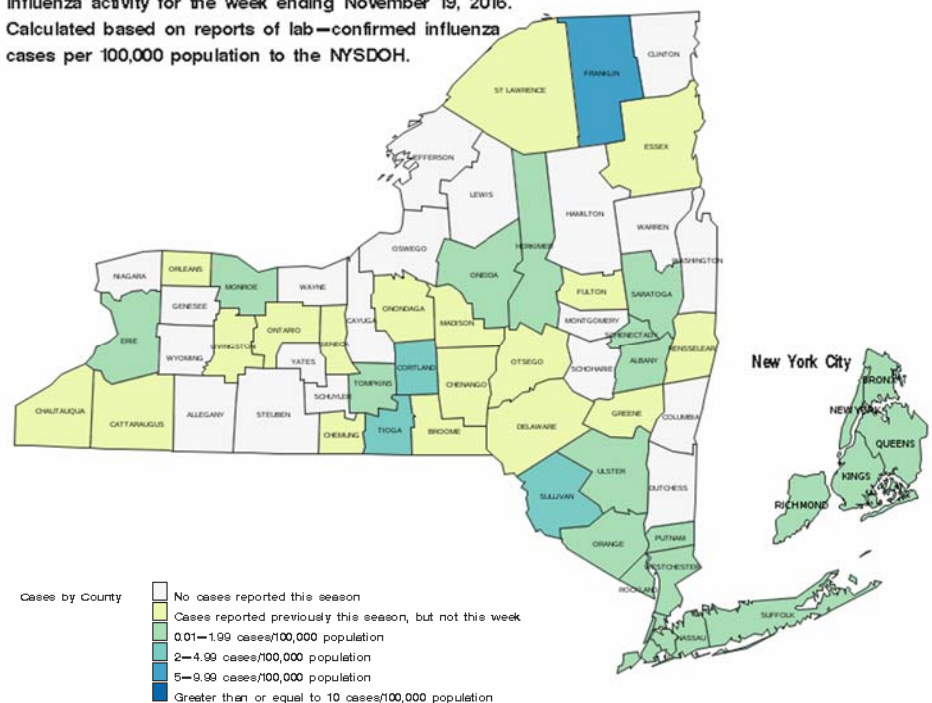 Influenza activity for the week ending November 19, 2016.
Calculated based on reports of lab—confirmed influenza
cases per 100,000 population to the NYSDOH.
CLINTON
FRANKLIN
ST LAWRENCE
ESSEX
JEFFERSON
LEWIS
HAMILTON
WARREN
OSWEGO
HERKIMER
WASHINGTON
ORLEANS
NIAGARA
ONEIDA
MONROE
WAYNE
FULTON
SARATOGA
GENESEE
ONONDAGA
CAYUGA
MADISON
MONTGOMERY
ONTARIO
SCHENECTADY
ERIE
SENECA
LIVINGSTON
RENSSELAER
WYOMING
YATES
OTSEGO
ALBANY
CORTLAND
SCHOHARIE
New York City
TOMPKINS
CHENANGO
BRONX
SCHUYLER
CHAUTAUQUA
ALLEGANY
STEUBEN
GREENE
NEW YORK
COLUMBIA
CATTARAUGUS
DELAWARE
TIOGA
BROOME
CHEMUNG
QUEENS
ULSTER
KINGS
DUTCHESS
SULLIVAN
RICHMOND
PUTNAM
ORANGE
WESTCHESTER
ROCKLAND
SUFFOLK
NASSAU
Cases by County
No cases reported this season
Cases reported previously this season, but not this week
0.01—1.99 cases/100,000 population
2—4.99 cases/100,000 population
5—9.99 cases/100,000 population
Greater than or equal to 10 cases/100,000 population